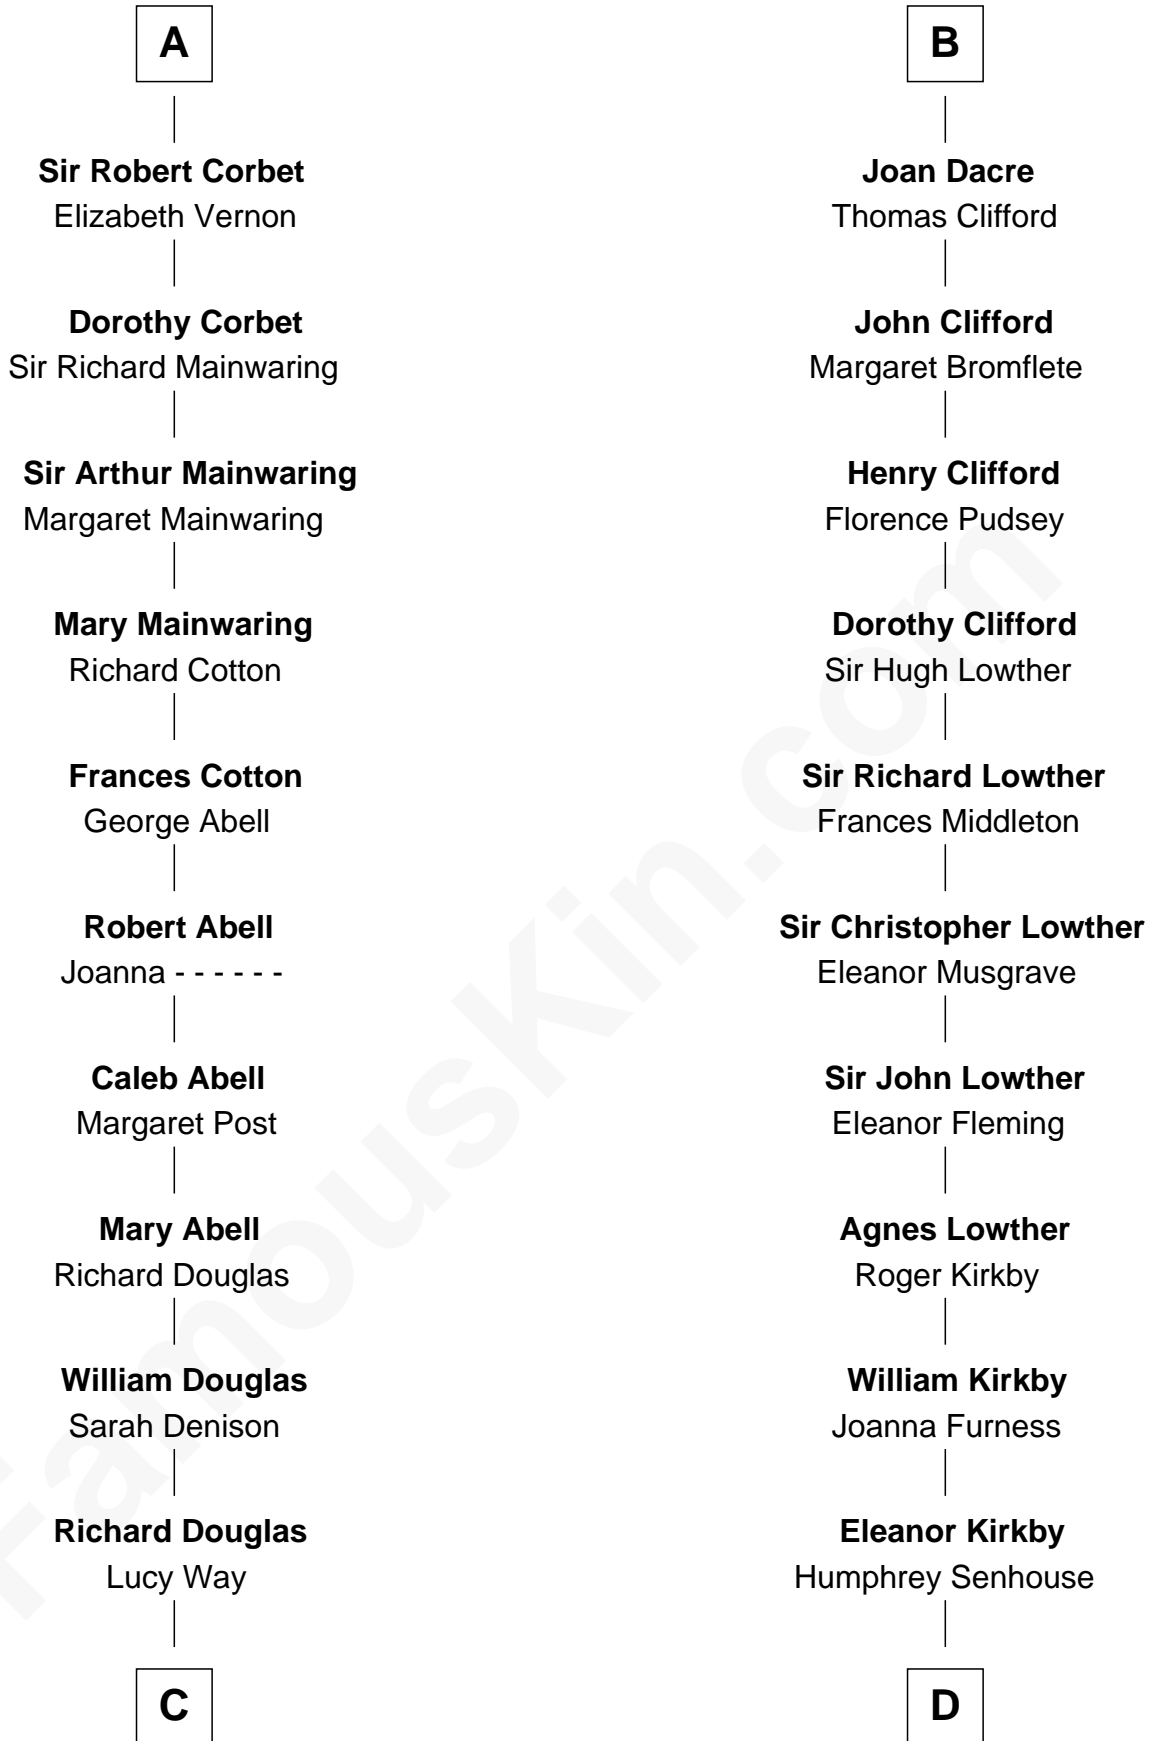 A
Sir Robert Corbet
Elizabeth Vernon
Dorothy Corbet
Sir Richard Mainwaring
Sir Arthur Mainwaring
Margaret Mainwaring
Mary Mainwaring
Richard Cotton
Frances Cotton
George Abell
Robert Abell
Joanna - - - - - -
Caleb Abell
Margaret Post
Mary Abell
Richard Douglas
William Douglas
Sarah Denison
Richard Douglas
Lucy Way
C
B
Joan Dacre
Thomas Clifford
John Clifford
Margaret Bromflete
Henry Clifford
Florence Pudsey
Dorothy Clifford
Sir Hugh Lowther
Sir Richard Lowther
Frances Middleton
Sir Christopher Lowther
Eleanor Musgrave
Sir John Lowther
Eleanor Fleming
Agnes Lowther
Roger Kirkby
William Kirkby
Joanna Furness
Eleanor Kirkby
Humphrey Senhouse
D
FamousKin.com